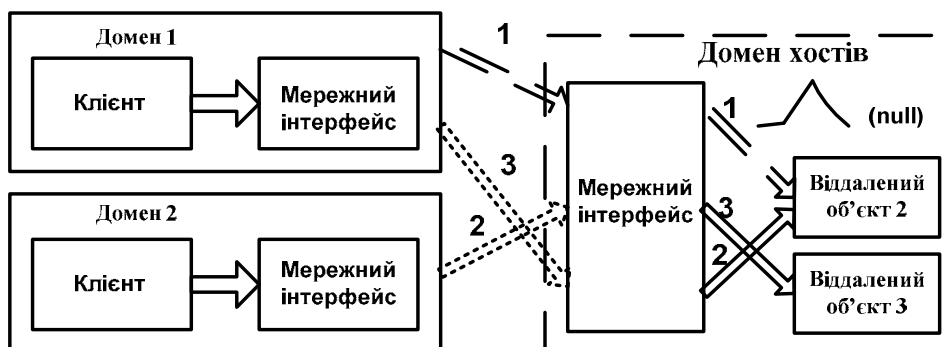 Домен 1
Клієнт
Мережний
інтерфейс
1
Домен хостів
1
(null)
3
2
Мережний
інтерфейс
3
2
Віддалений
об'єкт 2
Віддалений
об'єкт 3
Домен 2
Клієнт
Мережний
інтерфейс